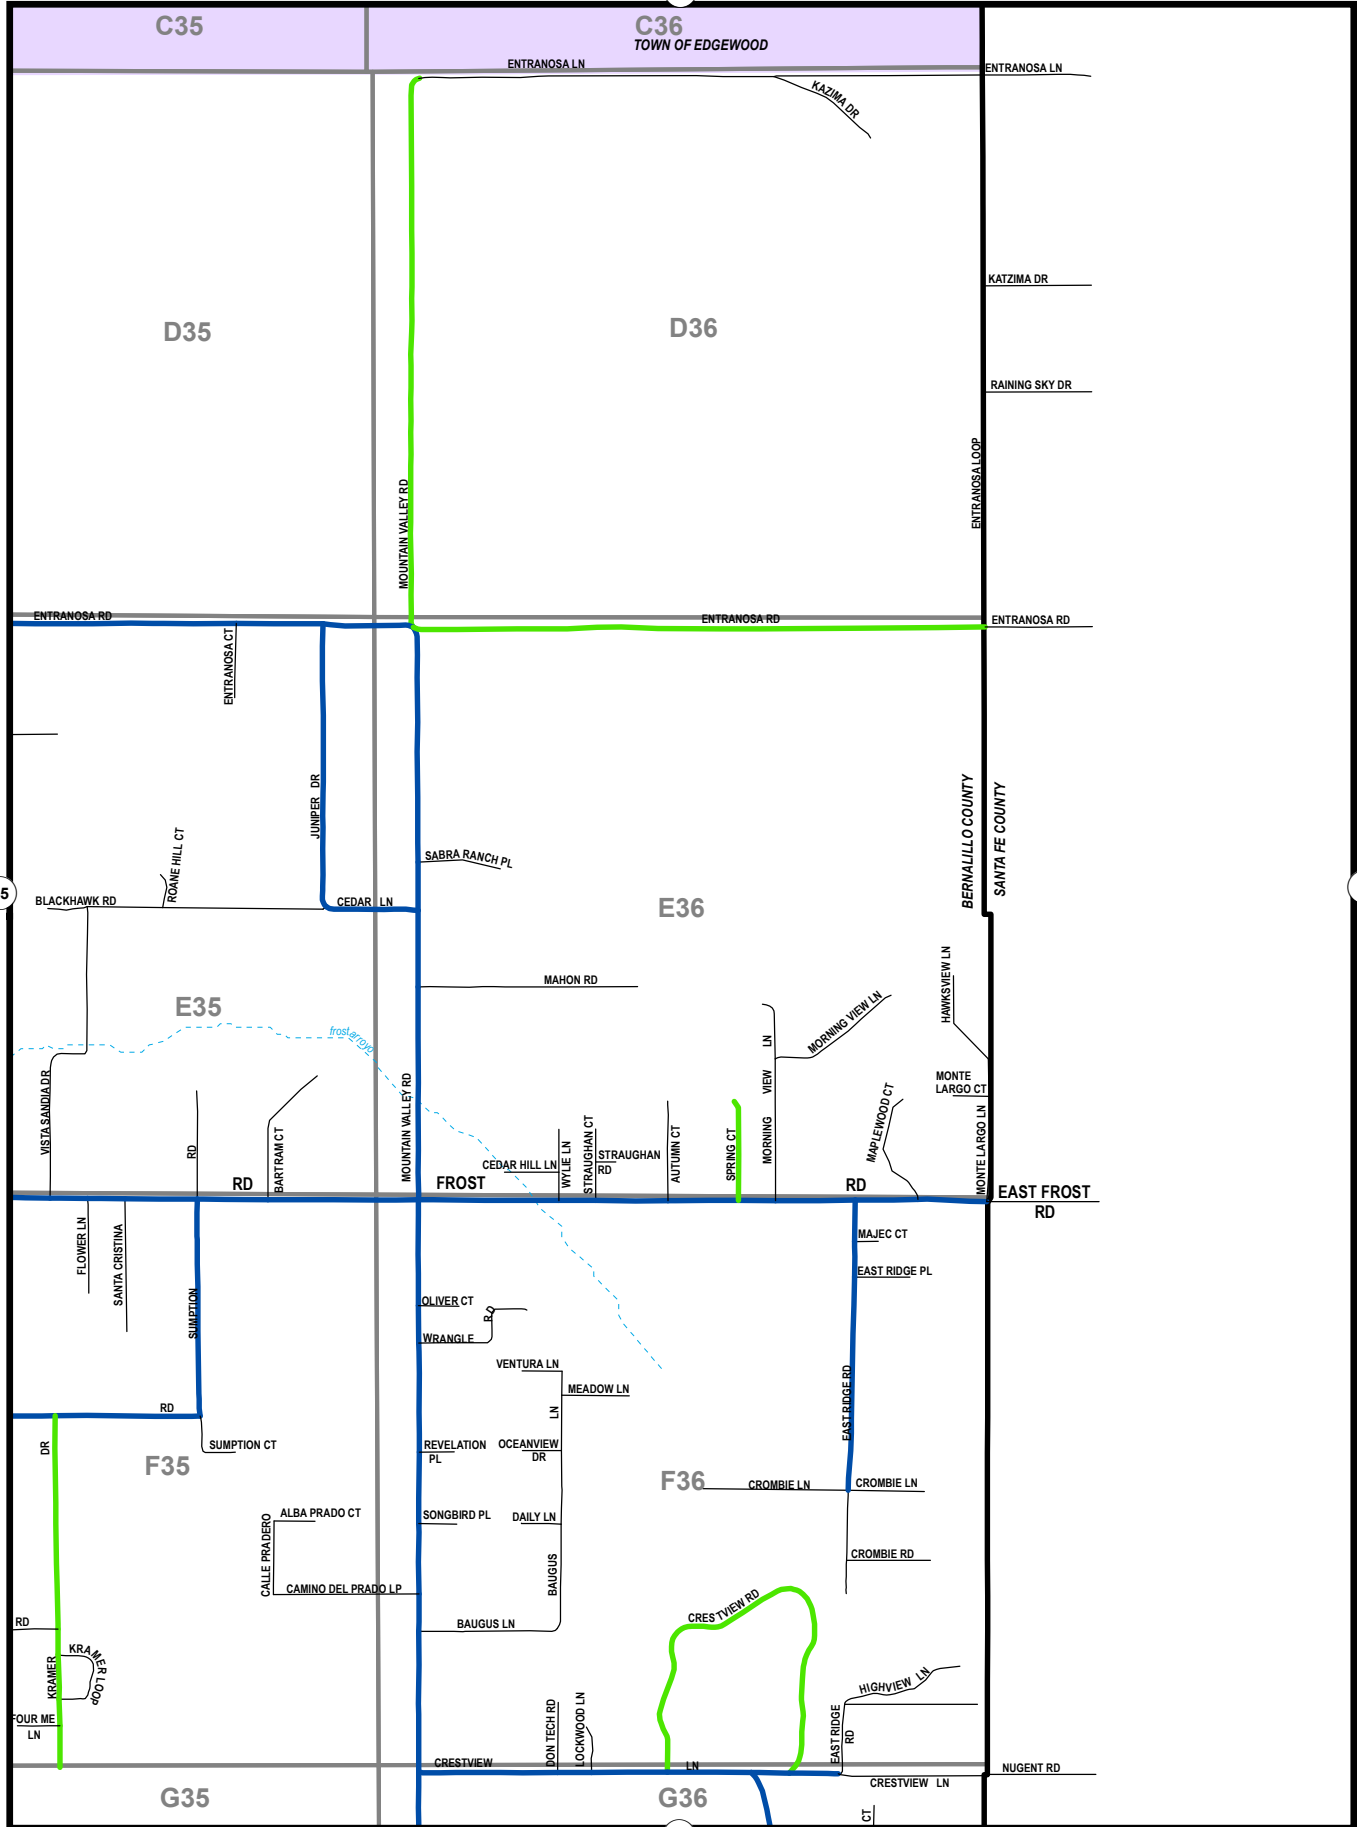 C35
C36
TOWN OF EDGEWOOD
ENTRANOSA LN
ENTRANOSA LN
KAZIMA DR
KATZIMA DR
D35
D36
RAINING SKY DR
ENTRANOSA LOOP
MOUNTAIN VALLEY RD
ENTRANOSA RD
ENTRANOSA RD
ENTRANOSA RD
ENTRANOSA CT
JUNIPER DR
BERNALILLO COUNTY
SANTA FE COUNTY
ROANE HILL CT
SABRA RANCH PL
5
BLACKHAWK RD
CEDAR LN
E36
MAHON RD
HAWKSVIEW LN
E35
MORNING VIEW LN
frost arroyo
MORNING VIEW LN
MONTE
LARGO CT
VISTA SANDIA DR
RD
BARTRAM CT
MOUNTAIN VALLEY RD
CEDAR HILL LN
WYLIE LN
STRAUGHAN CT
STRAUGHAN
RD
AUTUMN CT
SPRING CT
MAPLEWOOD CT
MONTE LARGO LN
RD
FROST
RD
EAST FROST
RD
FLOWER LN
SANTA CRISTINA
SUMPTION
MAJEC CT
EAST RIDGE PL
OLIVER CT
WRANGLE
RD
VENTURA LN
MEADOW LN
LN
EAST RIDGE RD
RD
DR
SUMPTION CT
REVELATION
PL
OCEANVIEW
DR
F35
F36
CROMBIE LN
CROMBIE LN
ALBA PRADO CT
SONGBIRD PL
DAILY LN
CALLE PRADERO
CROMBIE RD
BAUGUS
CAMINO DEL PRADO LP
CRESTVIEW RD
RD
BAUGUS LN
KRAMER
KRAMER LOOP
HIGHVIEW LN
FOUR ME
LN
DON TECH RD
LOCKWOOD LN
EAST RIDGE
RD
CRESTVIEW
LN
NUGENT RD
CRESTVIEW LN
G35
G36
CT